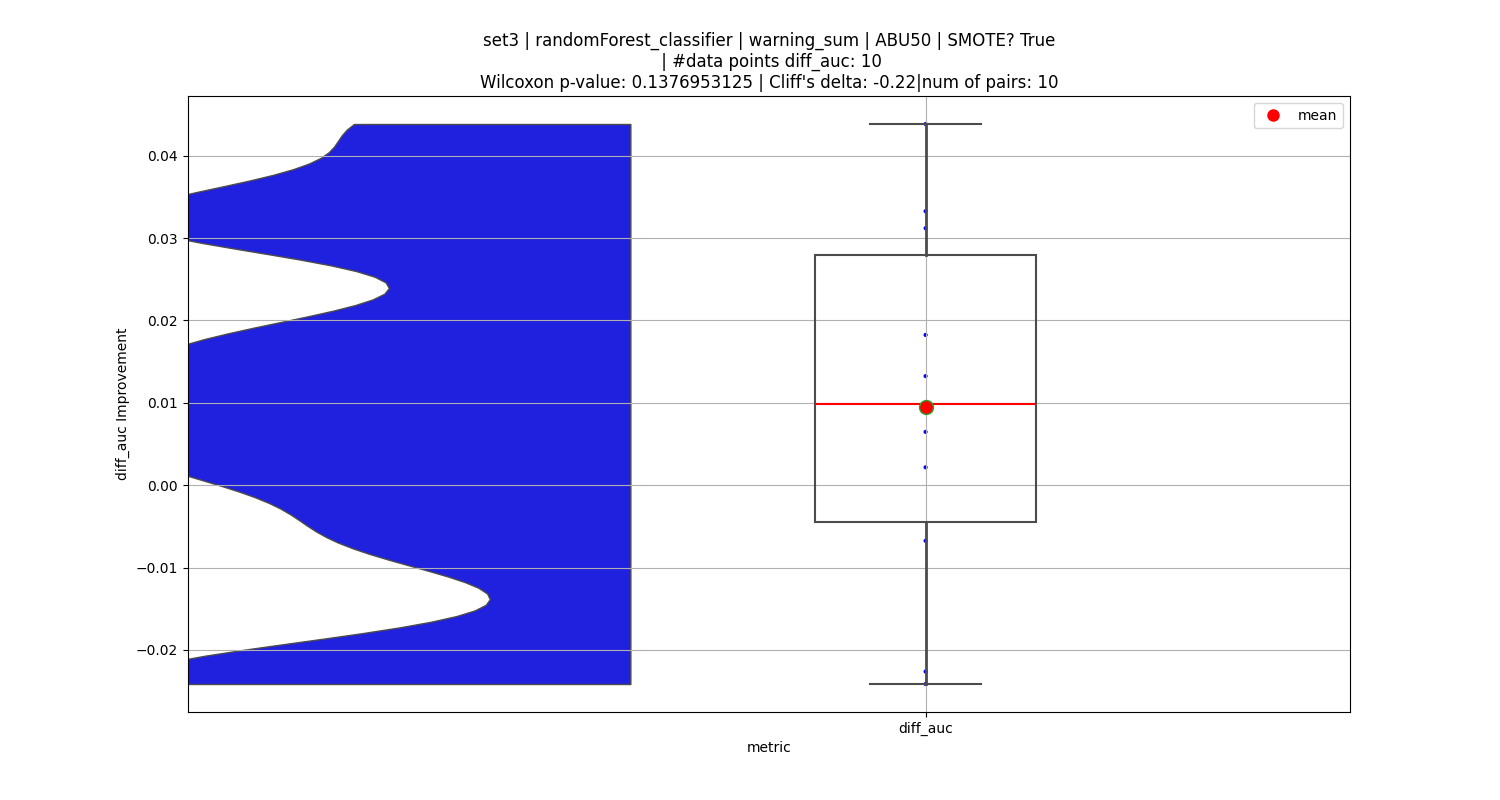 set3 | randomForest_classifier | warning_sum | ABU50 | SMOTE? True
| #data points diff_auc: 10
Wilcoxon p-value: 0.1376953125 | Cliff's delta: -0.22|num of pairs: 10
mean
0.04
0.03
0.02
0.01
0.00
−0.01
−0.02
diff_auc Improvement
diff_auc
metric